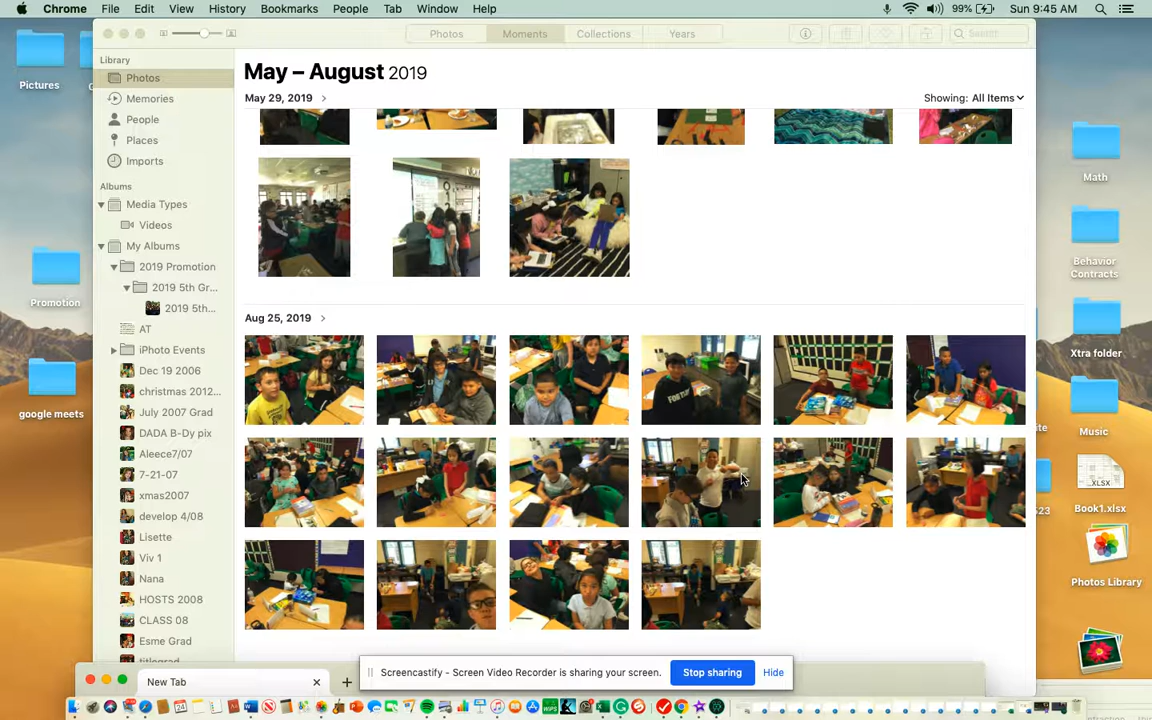 Chrome File Edit View History Bookmarks People Tab Window Help 99% Sun 9:45 AM
Photos Moments Collections Years Search
Pictures
Library
Photos
Memories
People
Places
Imports
Albums
Media Types
Videos
My Albums
2019 Promotion
2019 5th Gr...
2019 5th...
AT
iPhoto Events
Dec 19 2006
christmas 2012...
July 2007 Grad
DADA B-Dy pix
Aleece7/07
7-21-07
xmas2007
develop 4/08
Lisette
Viv 1
Nana
HOSTS 2008
CLASS 08
Esme Grad
titlegrad
May – August 2019
May 29, 2019
Showing: All Items
Aug 25, 2019
Promotion
google meets
Math
Behavior
Contracts
Xtra folder
Music
ite
523
XLSX
Book1.xlsx
Photos Library
New Tab
Screencastify - Screen Video Recorder is sharing your screen. Stop sharing Hide